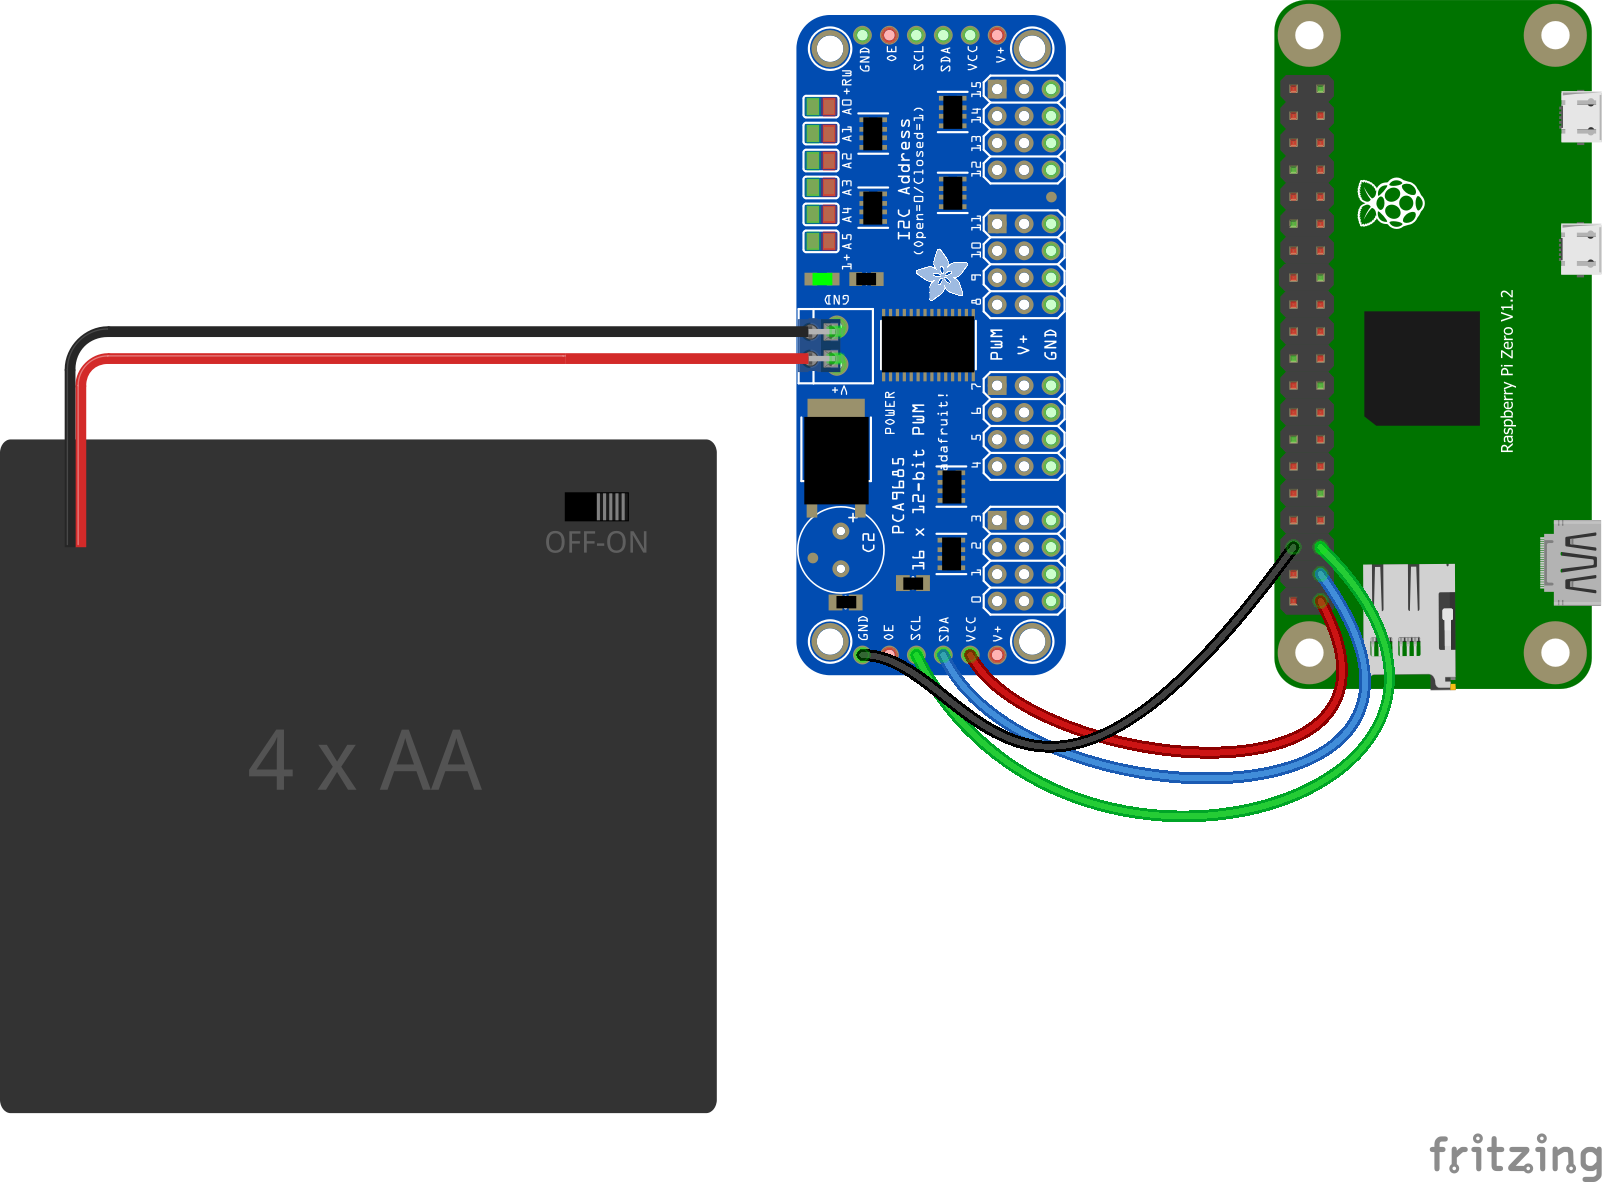 GND
OE
SCL
SDA
VCC
V+
+RW
A0
A1
A2
A3
A4
A5
1+
I2C Address
(Open=0/Closed=1)
15
14
13
12
11
10
9
8
GND
PWM
V+
GND
V+
POWER
PCA9685
16 x 12-bit PWM
adafruit!
7
6
5
4
3
2
1
0
+
C2
GND
OE
SCL
SDA
VCC
V+
Raspberry Pi Zero V1.2
OFF-ON
4 x AA
fritzing